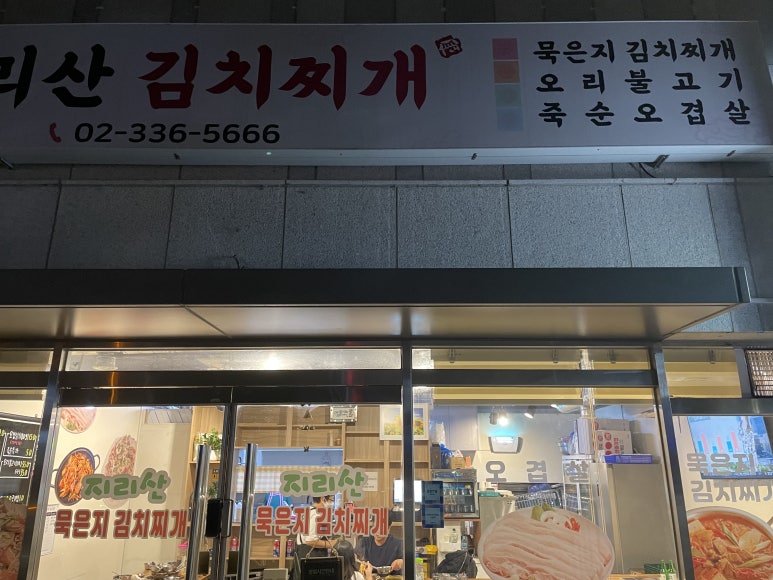 리산 김치찌개
02-336-5666
묵은지 김치찌개
오리불고기
죽순오겹살
지리산
묵은지 김치찌개
지리산
묵은지 김치찌개
오겹살
묵은지
김치찌개